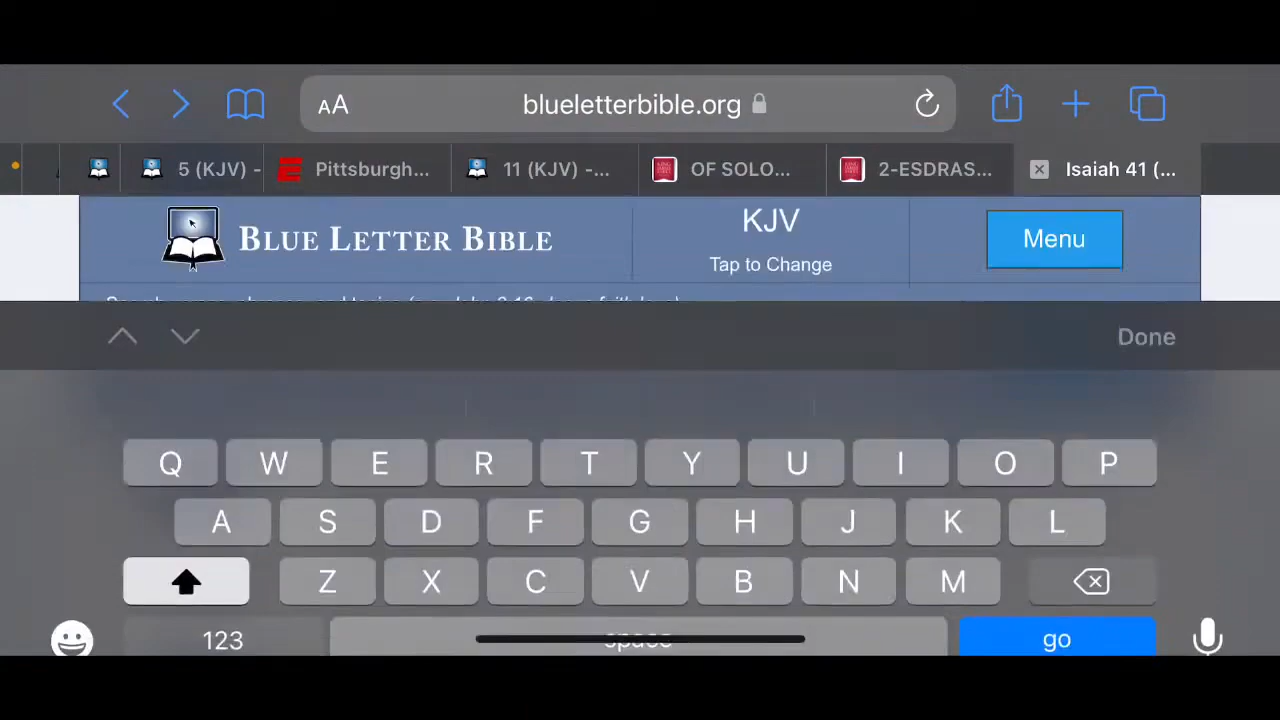 AA blueletterbible.org
5 (KJV) - Pittsburgh... 11 (KJV) -... OF SOLO... 2-ESDRAS... Isaiah 41 (...
BLUE LETTER BIBLE
KJV
Tap to Change
Menu
Done
Q W E R T Y U I O P
A S D F G H J K L
Z X C V B N M
123 space go